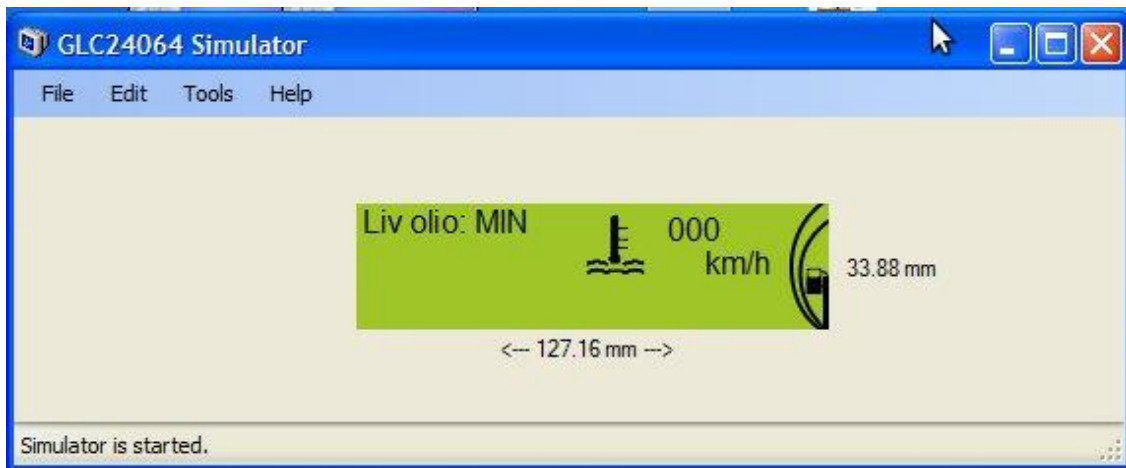 GLC24064 Simulator
File Edit Tools Help
Liv olio: MIN
000
km/h
33.88 mm
<--- 127.16 mm --->
Simulator is started.